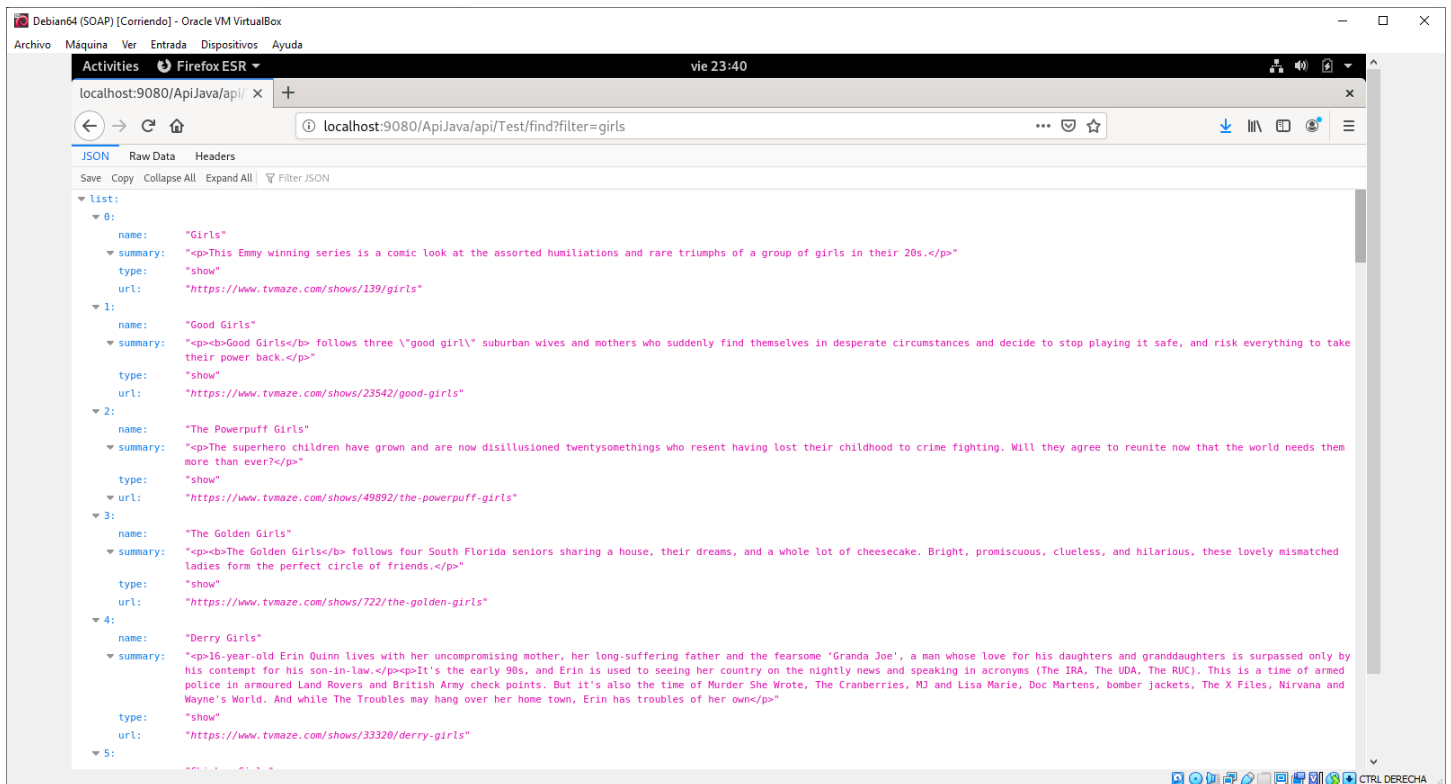 Debian64 (SOAP) [Corriendo] - Oracle VM VirtualBox
Archivo Máquina Ver Entrada Dispositivos Ayuda
Activities Firefox ESR vie 23:40
localhost:9080/ApiJava/api/
localhost:9080/ApiJava/api/Test/find?filter=girls
JSON Raw Data Headers
Save Copy Collapse All Expand All Filter JSON
list:
0:
name: "Girls"
summary: "<p>This Emmy winning series is a comic look at the assorted humiliations and rare triumphs of a group of girls in their 20s.</p>"
type: "show"
url: "https://www.tvmaze.com/shows/139/girls"
1:
name: "Good Girls"
summary: "<p><b>Good Girls</b> follows three \"good girl\" suburban wives and mothers who suddenly find themselves in desperate circumstances and decide to stop playing it safe, and risk everything to take
their power back.</p>"
type: "show"
url: "https://www.tvmaze.com/shows/23542/good-girls"
2:
name: "The Powerpuff Girls"
summary: "<p>The superhero children have grown and are now disillusioned twentysomethings who resent having lost their childhood to crime fighting. Will they agree to reunite now that the world needs them
more than ever?</p>"
type: "show"
url: "https://www.tvmaze.com/shows/49892/the-powerpuff-girls"
3:
name: "The Golden Girls"
summary: "<p><b>The Golden Girls</b> follows four South Florida seniors sharing a house, their dreams, and a whole lot of cheesecake. Bright, promiscuous, clueless, and hilarious, these lovely mismatched
ladies form the perfect circle of friends.</p>"
type: "show"
url: "https://www.tvmaze.com/shows/722/the-golden-girls"
4:
name: "Derry Girls"
summary: "<p>16-year-old Erin Quinn lives with her uncompromising mother, her long-suffering father and the fearsome ‘Granda Joe', a man whose love for his daughters and granddaughters is surpassed only by
his contempt for his son-in-law.</p><p>It's the early 90s, and Erin is used to seeing her country on the nightly news and speaking in acronyms (The IRA, The UDA, The RUC). This is a time of armed
police in armoured Land Rovers and British Army check points. But it's also the time of Murder She Wrote, The Cranberries, MJ and Lisa Marie, Doc Martens, bomber jackets, The X Files, Nirvana and
Wayne's World. And while The Troubles may hang over her home town, Erin has troubles of her own</p>"
type: "show"
url: "https://www.tvmaze.com/shows/33320/derry-girls"
5:
CTRL DERECHA